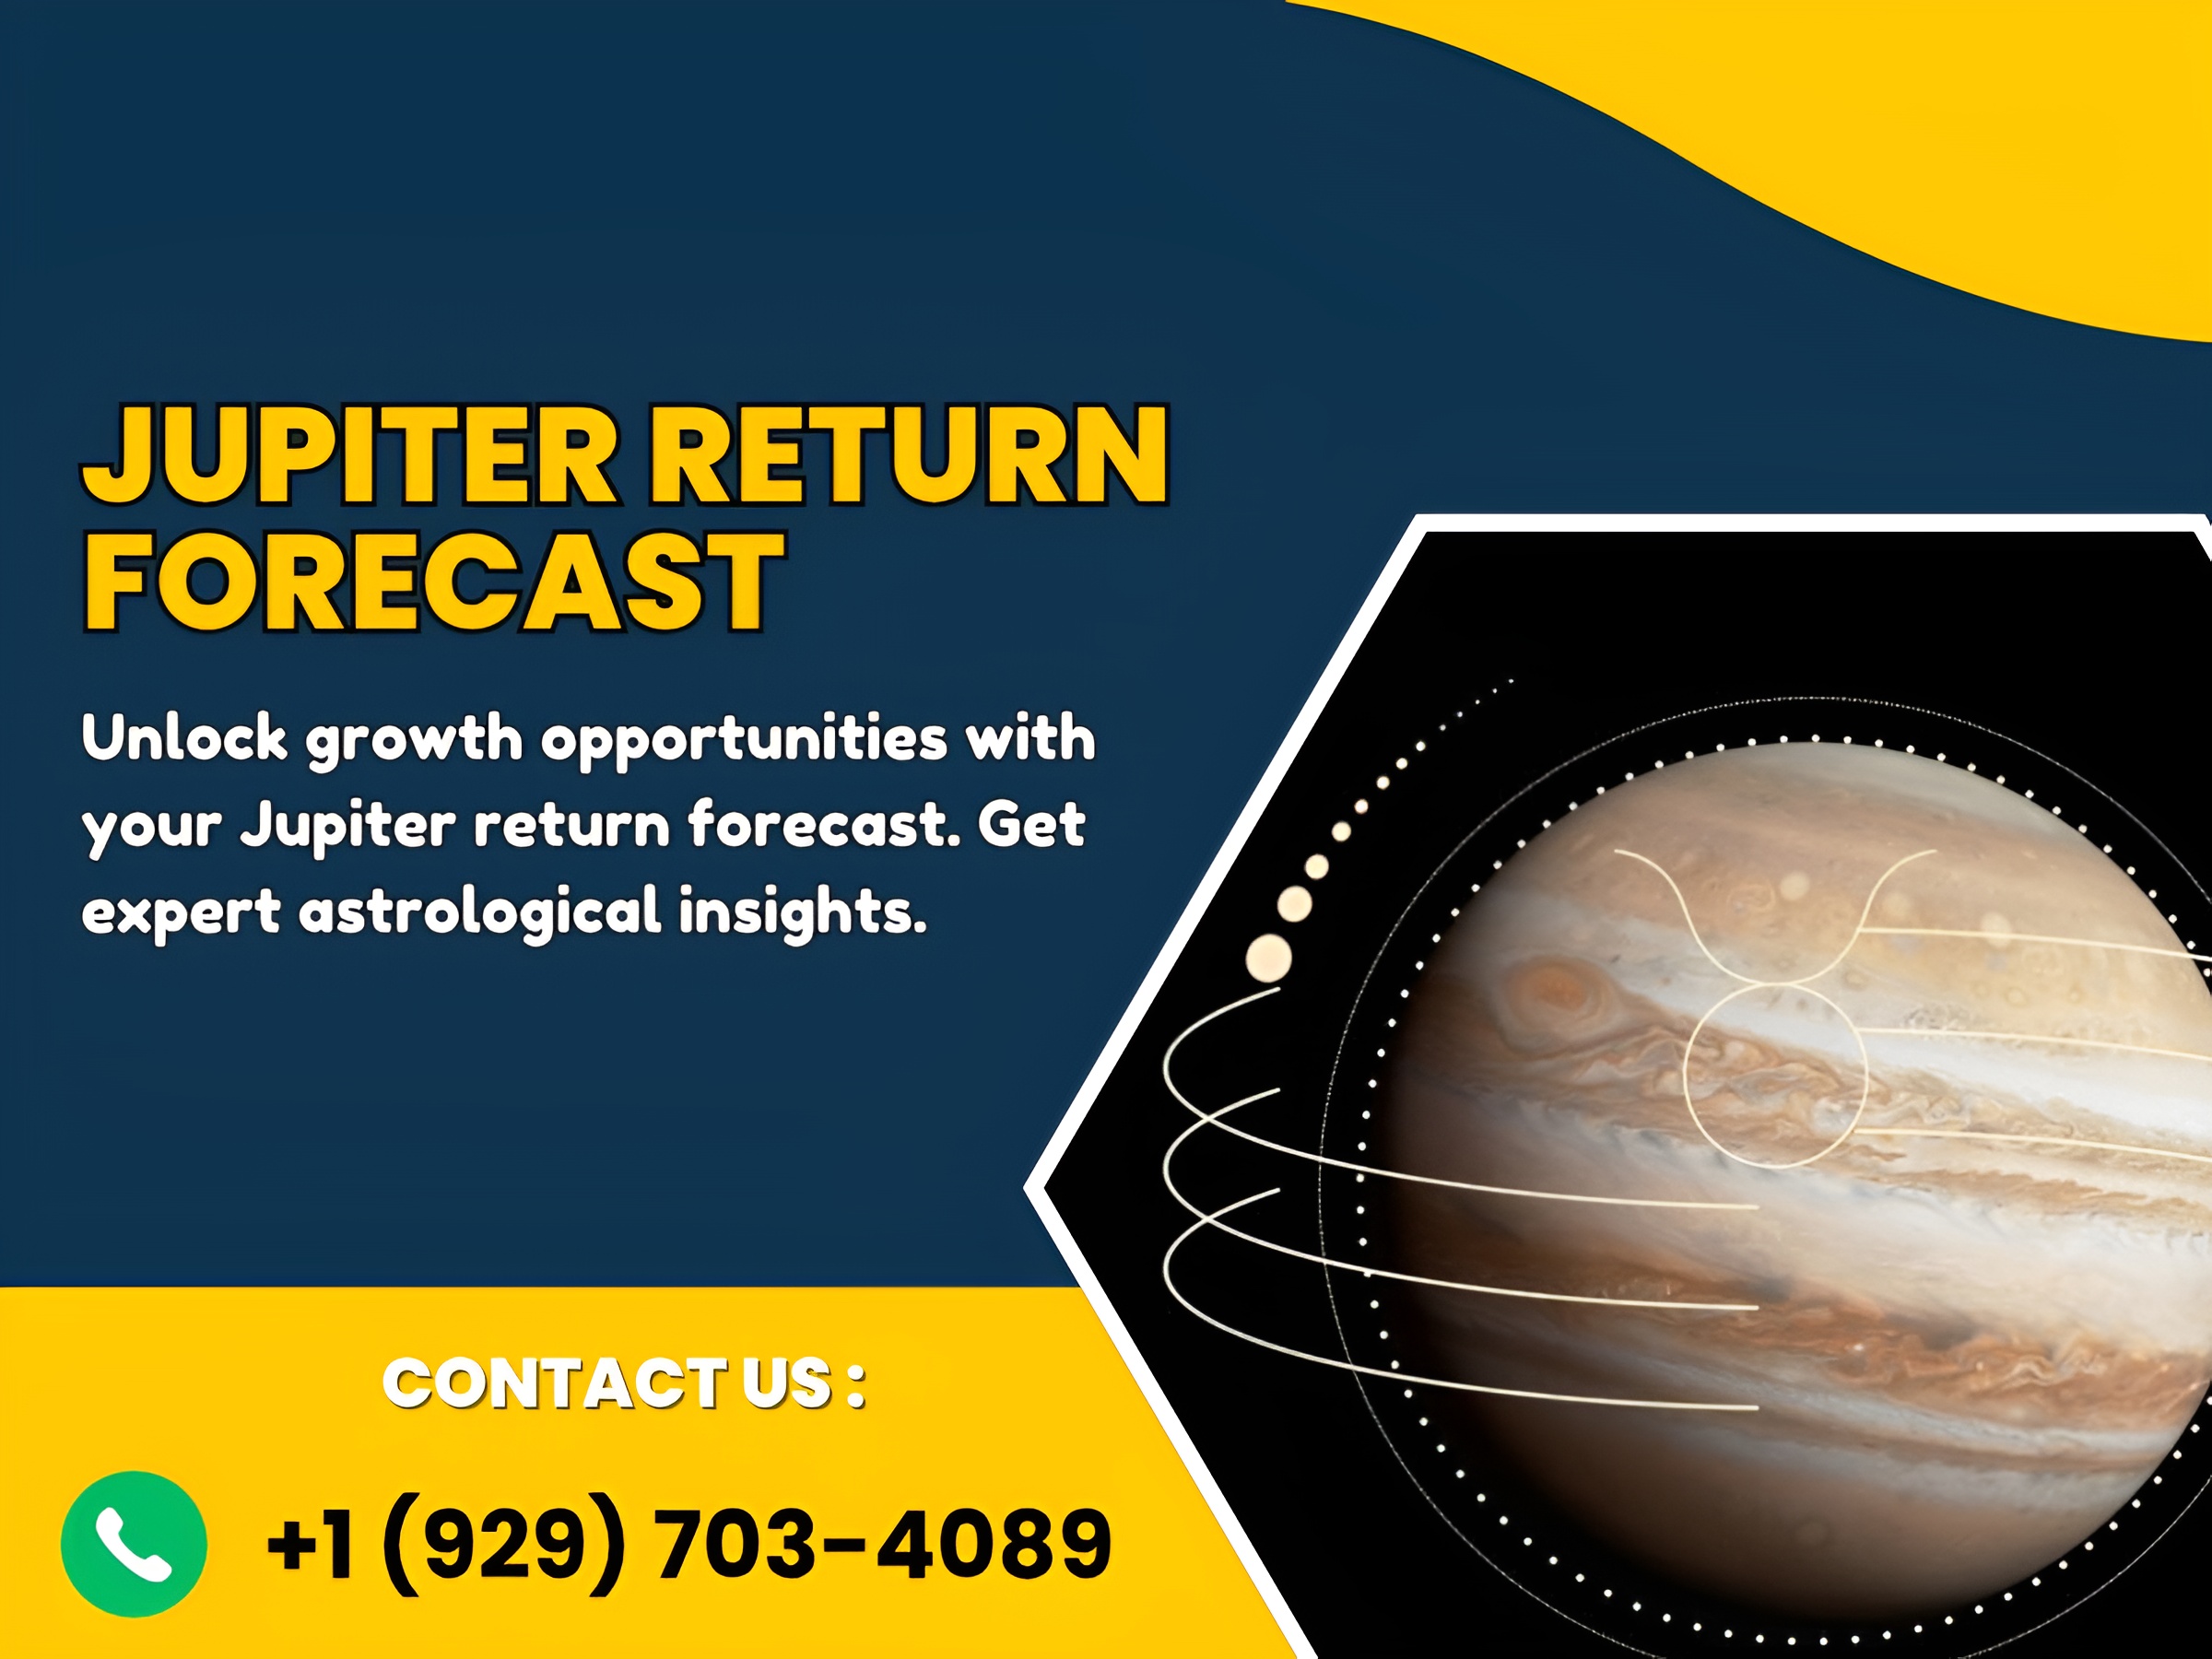 JUPITER RETURN
FORECAST
Unlock growth opportunities with
your Jupiter return forecast. Get
expert astrological insights.
CONTACT US :
+1 (929) 703-4089